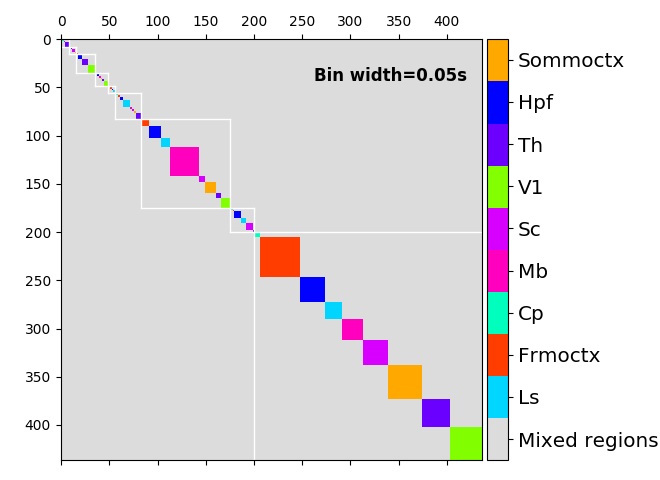 0 50 100 150 200 250 300 350 400
0
50
100
150
200
250
300
350
400
Bin width=0.05s
Sommoctx
Hpf
Th
V1
Sc
Mb
Cp
Frmoctx
Ls
Mixed regions